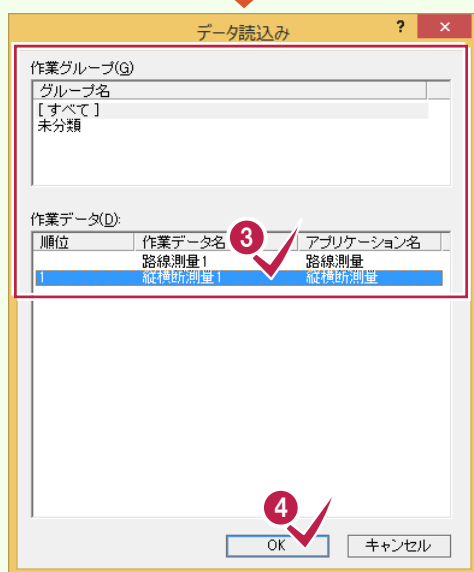 データ読込み ? ×
作業グループ(G)
グループ名
[すべて]
未分類
作業データ(D):
順位 作業データ名 アプリケーション名
路線測量1 路線測量
1 縦横断測量1 縦横断測量
3
4
OK キャンセル